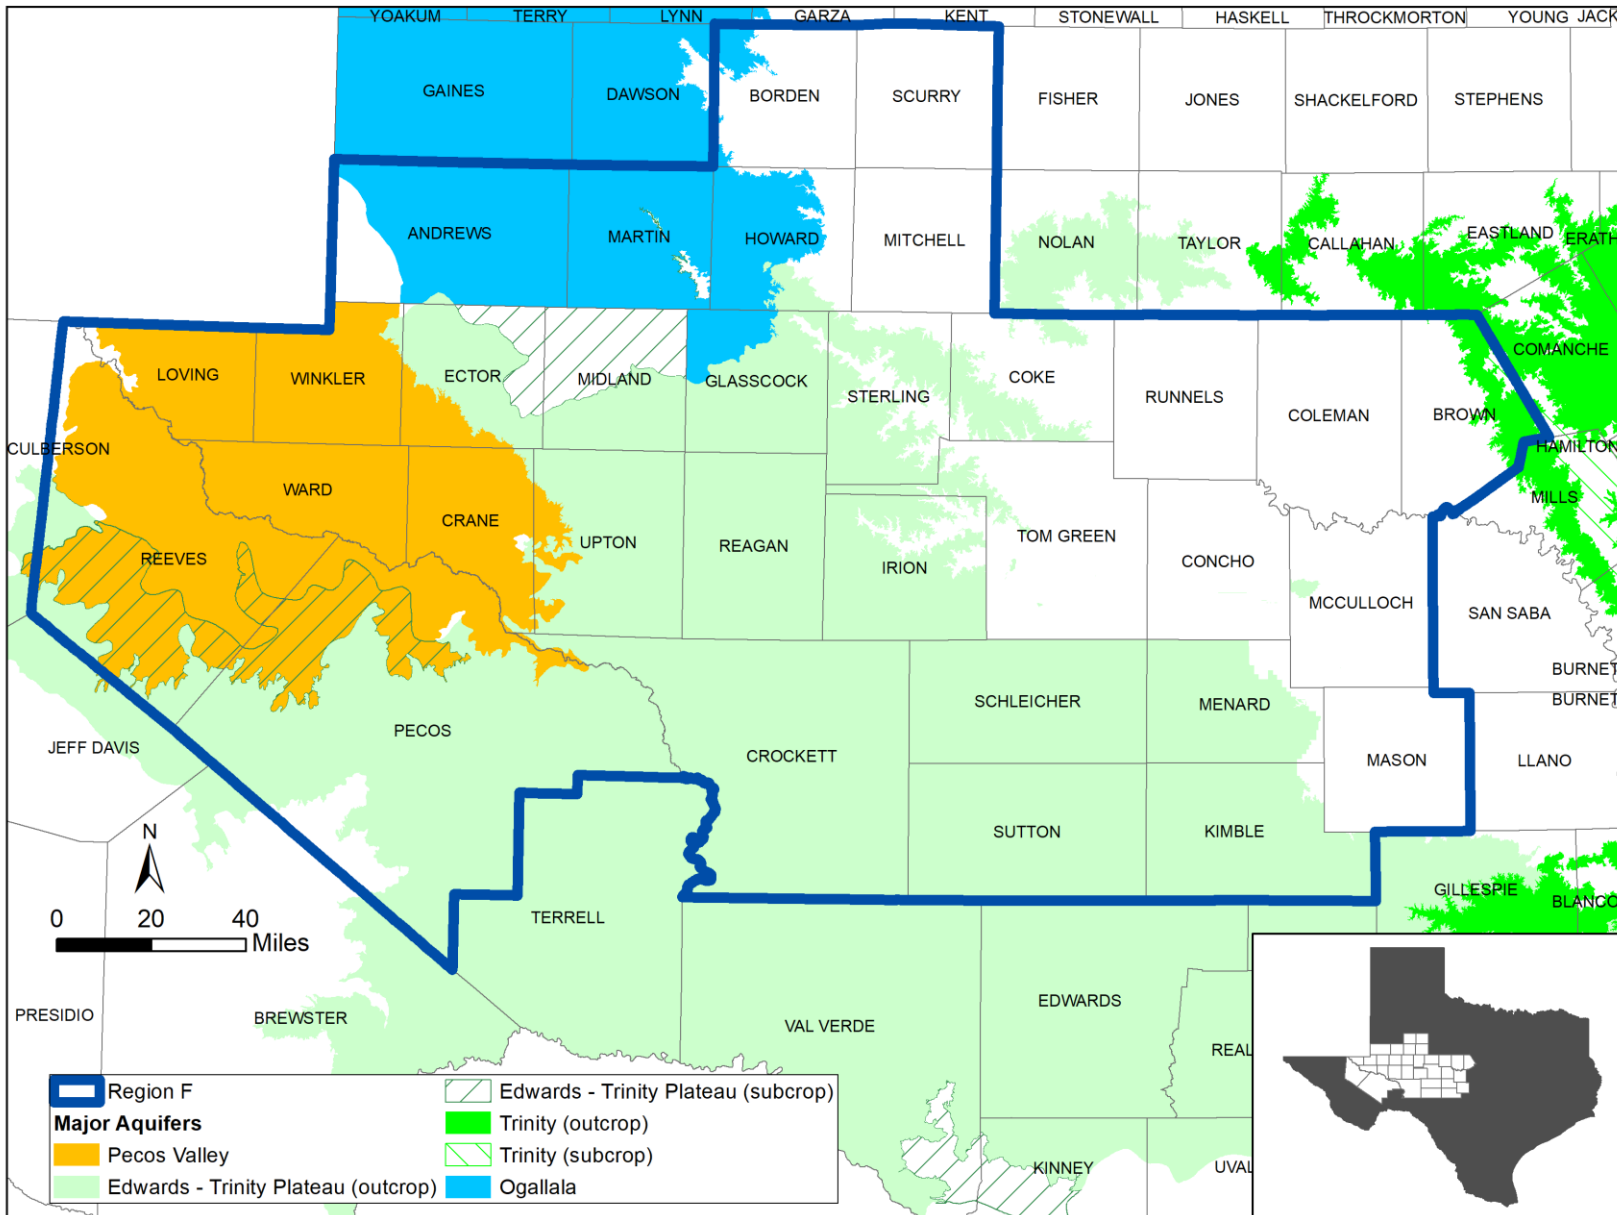 YOAKUM TERRY LYNN GARZA KENT STONEWALL HASKELL THROCKMORTON YOUNG JACK
GAINES DAWSON BORDEN SCURRY FISHER JONES SHACKELFORD STEPHENS
ANDREWS MARTIN HOWARD MITCHELL NOLAN TAYLOR CALLAHAN EASTLAND ERATH
LOVING WINKLER ECTOR MIDLAND GLASSCOCK STERLING COKE RUNNELS COLEMAN BROWN COMANCHE
CULBERSON WARD CRANE UPTON REAGAN IRION TOM GREEN CONCHO MILLS HAMILTON
REEVES MCCULLOCH SAN SABA
BURNET
BURNET
JEFF DAVIS PECOS CROCKETT SCHLEICHER MENARD MASON LLANO
SUTTON KIMBLE
N
0 20 40
Miles
TERRELL GILLESPIE BLANCO
PRESIDIO BREWSTER VAL VERDE EDWARDS REAL
KINNEY UVAL
Region F
Major Aquifers
Pecos Valley
Edwards - Trinity Plateau (outcrop)
Edwards - Trinity Plateau (subcrop)
Trinity (outcrop)
Trinity (subcrop)
Ogallala